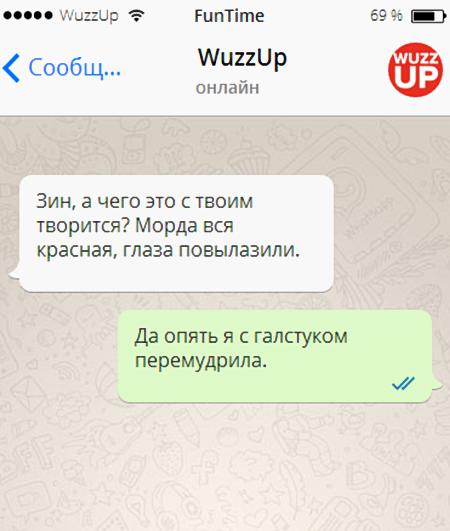 WuzzUp FunTime 69 %
Сообщ... WuzzUp WUZZ
онлайн UP
Зин, а чего это с твоим
творится? Морда вся
красная, глаза повылазили.
Да опять я с галстуком
перемудрила.